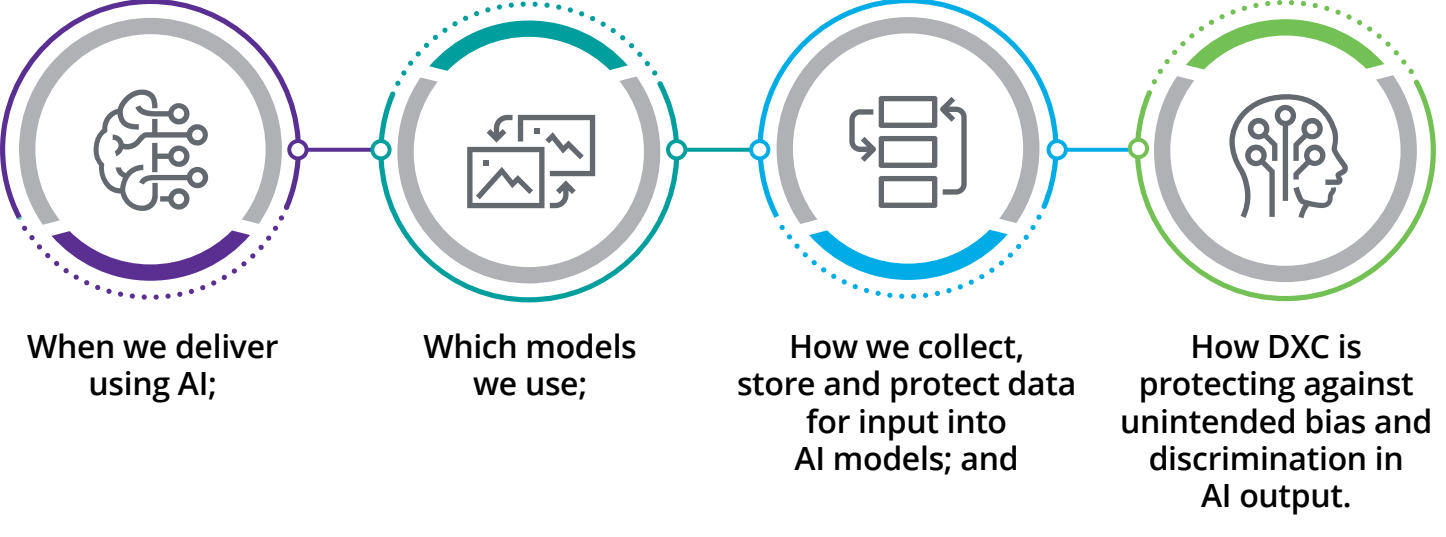 When we deliver
using AI;
Which models
we use;
How we collect,
store and protect data
for input into
AI models; and
How DXC is
protecting against
unintended bias and
discrimination in
AI output.